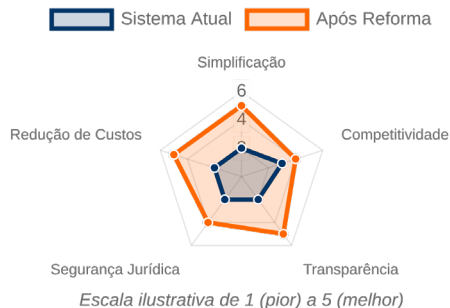 Sistema Atual Após Reforma
Simplificação
6
4
Redução de Custos Competitividade
Segurança Jurídica Transparência
Escala ilustrativa de 1 (pior) a 5 (melhor)